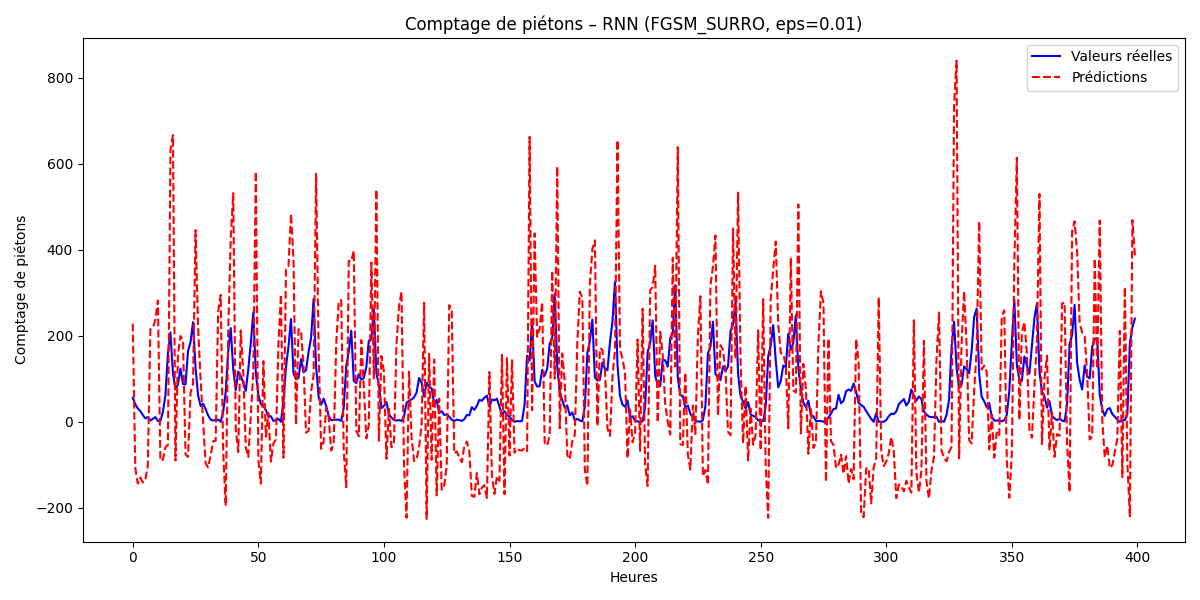 Comptage de piétons – RNN (FGSM_SURRO, eps=0.01)
Valeurs réelles
Prédictions
Comptage de piétons
800
600
400
200
0
−200
0 50 100 150 200 250 300 350 400
Heures